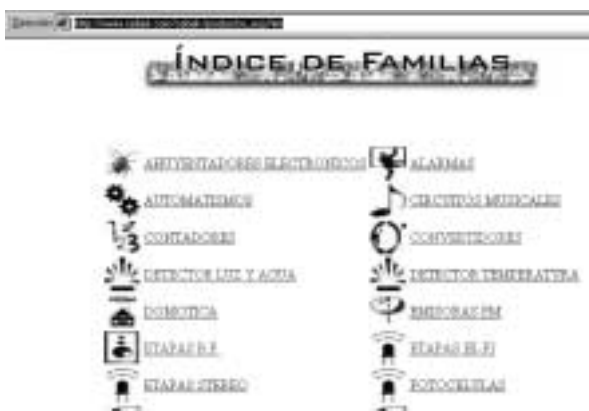 Dirección
ÍNDICE DE FAMILIAS
AHUYENTADORES ELECTRONICOS ALARMAS
AUTOMATISMOS CIRCUITOS MUSICALES
CONTADORES CONVERTIDORES
DETECTOR LUZ Y AGUA DETECTOR TEMPERATURA
DOMOTICA EMISORAS FM
ETAPAS B.F. ETAPAS HI-FI
ETAPAS STEREO FOTOCELULAS